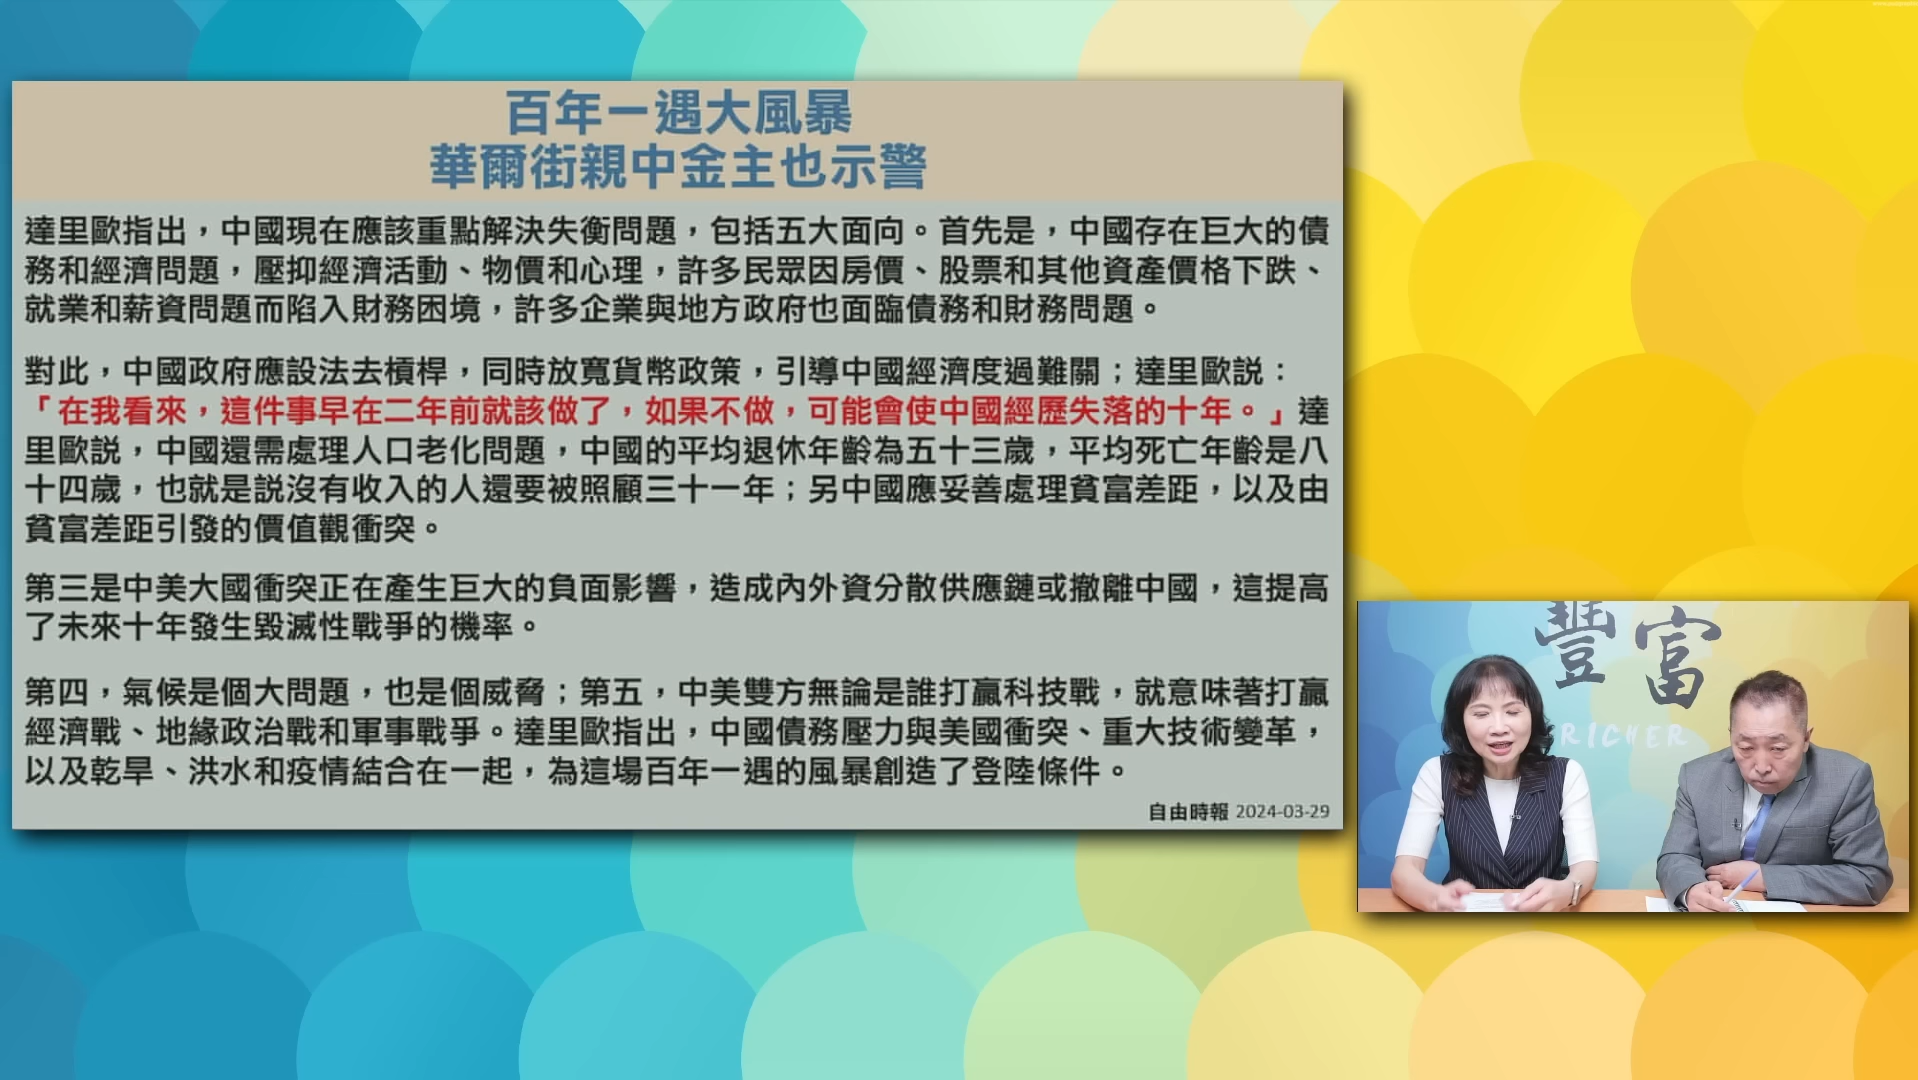 百年一遇大風暴
華爾街親中金主也示警
達里歐指出，中國現在應該重點解決失衡問題，包括五大面向。首先是，中國存在巨大的債
務和經濟問題，壓抑經濟活動、物價和心理，許多民眾因房價、股票和其他資產價格下跌、
就業和薪資問題而陷入財務困境，許多企業與地方政府也面臨債務和財務問題。
對此，中國政府應設法去槓桿，同時放寬貨幣政策，引導中國經濟度過難關；達里歐説：
「在我看來，這件事早在二年前就該做了，如果不做，可能會使中國經歷失落的十年。」達
里歐説，中國還需處理人口老化問題，中國的平均退休年齡為五十三歲，平均死亡年齡是八
十四歲，也就是説沒有收入的人還要被照顧三十一年；另中國應妥善處理貧富差距，以及由
貧富差距引發的價值觀衝突。
第三是中美大國衝突正在產生巨大的負面影響，造成內外資分散供應鏈或撤離中國，這提高
了未來十年發生毀滅性戰爭的機率。
第四，氣候是個大問題，也是個威脅；第五，中美雙方無論是誰打贏科技戰，就意味著打贏
經濟戰、地緣政治戰和軍事戰爭。達里歐指出，中國債務壓力與美國衝突、重大技術變革，
以及乾旱、洪水和疫情結合在一起，為這場百年一遇的風暴創造了登陸條件。
自由時報 2024-03-29
豐富
RICHER